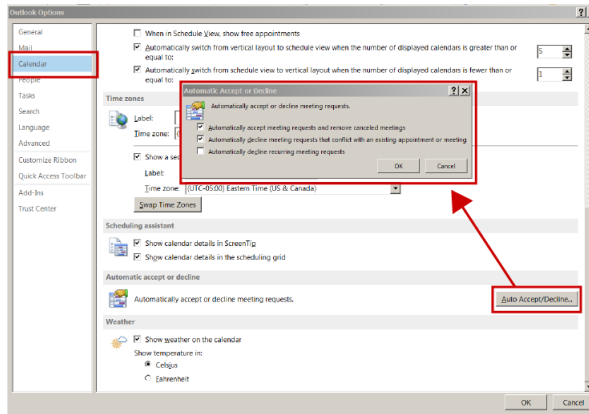 Outlook Options
?
General
Mail
Calendar
People
Tasks
Search
Language
Advanced
Customize Ribbon
Quick Access Toolbar
Add-Ins
Trust Center
When in Schedule View, show free appointments
Automatically switch from vertical layout to schedule view when the number of displayed calendars is greater than or
equal to:
5
Automatically switch from schedule view to vertical layout when the number of displayed calendars is fewer than or
equal to:
1
Automatic Accept or Decline
? X
Automatically accept or decline meeting requests.
Automatically accept meeting requests and remove canceled meetings
Automatically decline meeting requests that conflict with an existing appointment or meeting
Automatically decline recurring meeting requests
OK Cancel
Time zones
Label:
Time zone:
Show a sec
Label:
Time zone: (UTC-05:00) Eastern Time (US & Canada)
Swap Time Zones
Scheduling assistant
Show calendar details in ScreenTip
Show calendar details in the scheduling grid
Automatic accept or decline
Automatically accept or decline meeting requests.
Auto Accept/Decline...
Weather
Show weather on the calendar
Show temperature in:
Celsius
Fahrenheit
OK Cancel